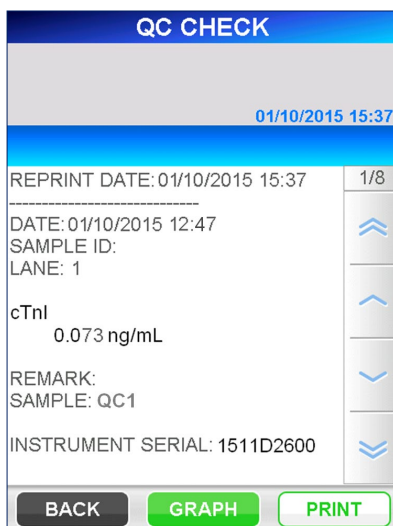 QC CHECK
01/10/2015 15:37
REPRINT DATE: 01/10/2015 15:37
1/8
------------------------------
DATE: 01/10/2015 12:47
SAMPLE ID:
LANE: 1
cTnI
0.073 ng/mL
REMARK:
SAMPLE: QC1
INSTRUMENT SERIAL: 1511D2600
BACK
GRAPH
PRINT